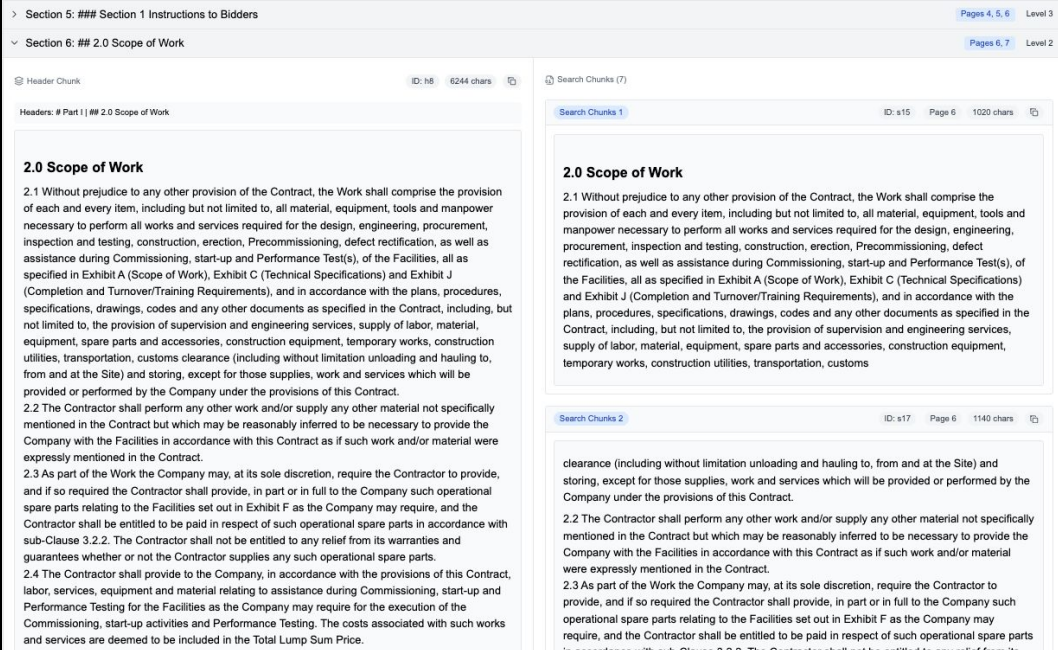 Section 5: ### Section 1 Instructions to Bidders
Pages 4, 5, 6
Level 3
Section 6: ## 2.0 Scope of Work
Pages 6, 7
Level 2
Header Chunk
ID: h8
6244 chars
Headers: # Part I | ## 2.0 Scope of Work
2.0 Scope of Work
2.1 Without prejudice to any other provision of the Contract, the Work shall comprise the provision
of each and every item, including but not limited to, all material, equipment, tools and manpower
necessary to perform all works and services required for the design, engineering, procurement,
inspection and testing, construction, erection, Precommissioning, defect rectification, as well as
assistance during Commissioning, start-up and Performance Test(s), of the Facilities, all as
specified in Exhibit A (Scope of Work), Exhibit C (Technical Specifications) and Exhibit J
(Completion and Turnover/Training Requirements), and in accordance with the plans, procedures,
specifications, drawings, codes and any other documents as specified in the Contract, including, but
not limited to, the provision of supervision and engineering services, supply of labor, material,
equipment, spare parts and accessories, construction equipment, temporary works, construction
utilities, transportation, customs clearance (including without limitation unloading and hauling to,
from and at the Site) and storing, except for those supplies, work and services which will be
provided or performed by the Company under the provisions of this Contract.
2.2 The Contractor shall perform any other work and/or supply any other material not specifically
mentioned in the Contract but which may be reasonably inferred to be necessary to provide the
Company with the Facilities in accordance with this Contract as if such work and/or material were
expressly mentioned in the Contract.
2.3 As part of the Work the Company may, at its sole discretion, require the Contractor to provide,
and if so required the Contractor shall provide, in part or in full to the Company such operational
spare parts relating to the Facilities set out in Exhibit F as the Company may require, and the
Contractor shall be entitled to be paid in respect of such operational spare parts in accordance with
sub-Clause 3.2.2. The Contractor shall not be entitled to any relief from its warranties and
guarantees whether or not the Contractor supplies any such operational spare parts.
2.4 The Contractor shall provide to the Company, in accordance with the provisions of this Contract,
labor, services, equipment and material relating to assistance during Commissioning, start-up and
Performance Testing for the Facilities as the Company may require for the execution of the
Commissioning, start-up activities and Performance Testing. The costs associated with such works
and services are deemed to be included in the Total Lump Sum Price.
Search Chunks (7)
Search Chunks 1
ID: s15
Page 6
1020 chars
2.0 Scope of Work
2.1 Without prejudice to any other provision of the Contract, the Work shall comprise the
provision of each and every item, including but not limited to, all material, equipment, tools and
manpower necessary to perform all works and services required for the design, engineering,
procurement, inspection and testing, construction, erection, Precommissioning, defect
rectification, as well as assistance during Commissioning, start-up and Performance Test(s), of
the Facilities, all as specified in Exhibit A (Scope of Work), Exhibit C (Technical Specifications)
and Exhibit J (Completion and Turnover/Training Requirements), and in accordance with the
plans, procedures, specifications, drawings, codes and any other documents as specified in the
Contract, including, but not limited to, the provision of supervision and engineering services,
supply of labor, material, equipment, spare parts and accessories, construction equipment,
temporary works, construction utilities, transportation, customs
Search Chunks 2
ID: s17
Page 6
1140 chars
clearance (including without limitation unloading and hauling to, from and at the Site) and
storing, except for those supplies, work and services which will be provided or performed by the
Company under the provisions of this Contract.
2.2 The Contractor shall perform any other work and/or supply any other material not specifically
mentioned in the Contract but which may be reasonably inferred to be necessary to provide the
Company with the Facilities in accordance with this Contract as if such work and/or material
were expressly mentioned in the Contract.
2.3 As part of the Work the Company may, at its sole discretion, require the Contractor to
provide, and if so required the Contractor shall provide, in part or in full to the Company such
operational spare parts relating to the Facilities set out in Exhibit F as the Company may
require, and the Contractor shall be entitled to be paid in respect of such operational spare parts